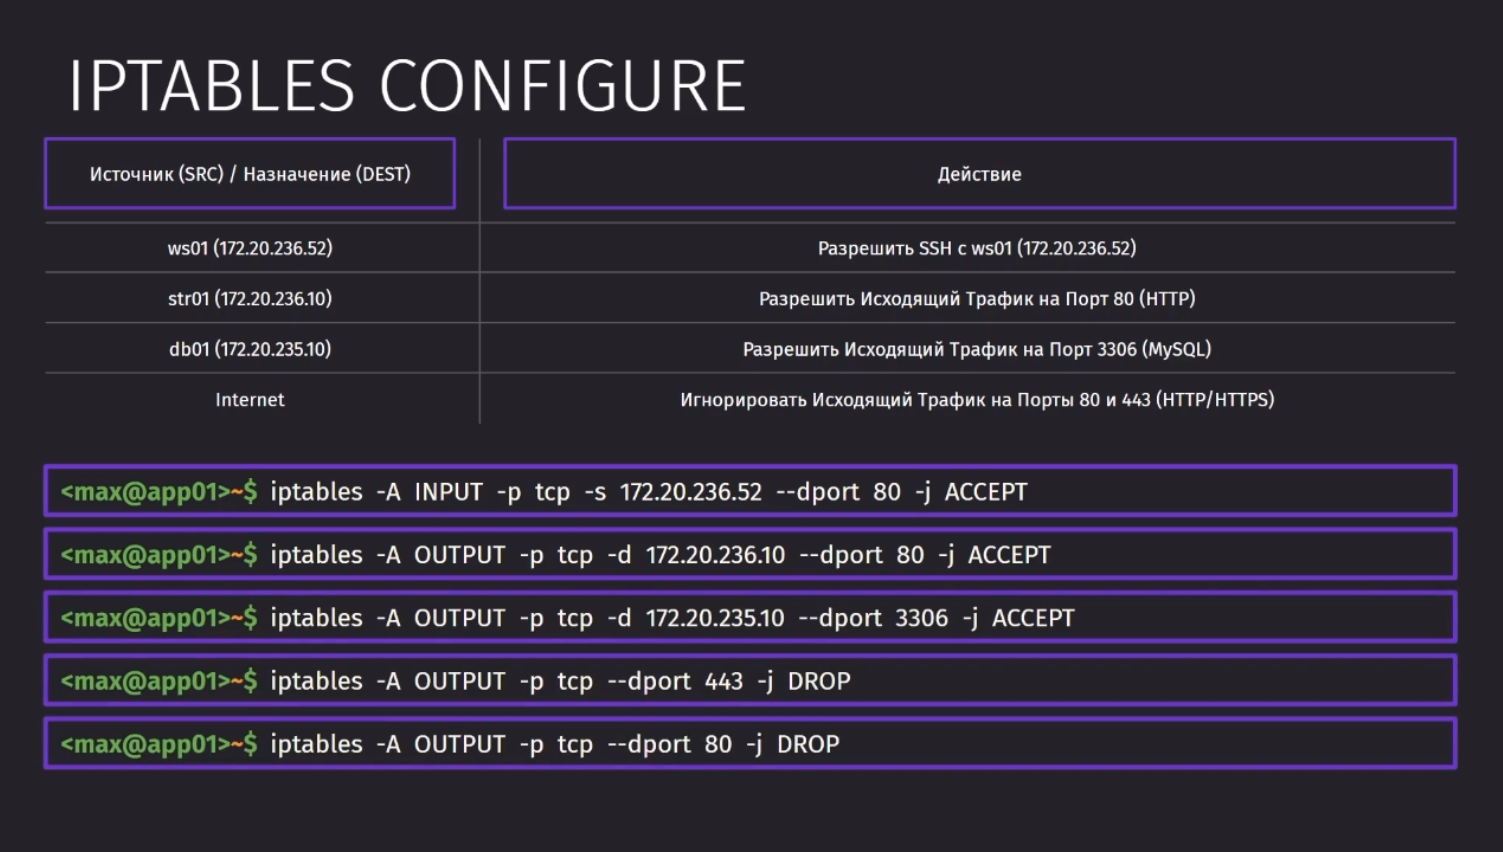 IPTABLES CONFIGURE
Источник (SRC) / Назначение (DEST) Действие
ws01 (172.20.236.52) Разрешить SSH с ws01 (172.20.236.52)
str01 (172.20.236.10) Разрешить Исходящий Трафик на Порт 80 (HTTP)
db01 (172.20.235.10) Разрешить Исходящий Трафик на Порт 3306 (MySQL)
Internet Игнорировать Исходящий Трафик на Порты 80 и 443 (HTTP/HTTPS)
<max@app01>~$ iptables -A INPUT -p tcp -s 172.20.236.52 --dport 80 -j ACCEPT
<max@app01>~$ iptables -A OUTPUT -p tcp -d 172.20.236.10 --dport 80 -j ACCEPT
<max@app01>~$ iptables -A OUTPUT -p tcp -d 172.20.235.10 --dport 3306 -j ACCEPT
<max@app01>~$ iptables -A OUTPUT -p tcp --dport 443 -j DROP
<max@app01>~$ iptables -A OUTPUT -p tcp --dport 80 -j DROP